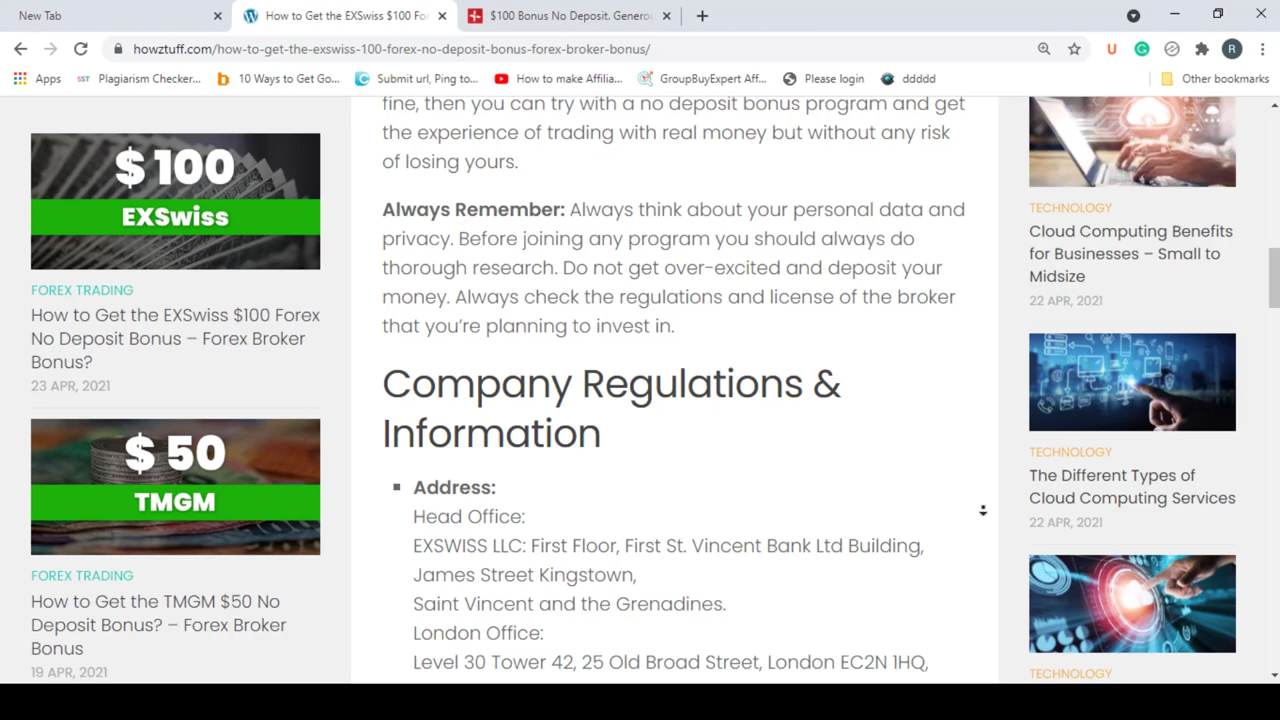 New Tab
How to Get the EXSwiss $100 Fo
$100 Bonus No Deposit. Genero
howztuff.com/how-to-get-the-exswiss-100-forex-no-deposit-bonus-forex-broker-bonus/
R
Apps
SST Plagiarism Checker...
10 Ways to Get Go...
Submit url, Ping to...
How to make Affilia...
GroupBuyExpert Aff...
Please login
ddddd
Other bookmarks
$ 100
EXSwiss
FOREX TRADING
How to Get the EXSwiss $100 Forex
No Deposit Bonus – Forex Broker
Bonus?
23 APR, 2021
$ 50
TMGM
FOREX TRADING
How to Get the TMGM $50 No
Deposit Bonus? – Forex Broker
Bonus
19 APR, 2021
fine, then you can try with a no deposit bonus program and get
the experience of trading with real money but without any risk
of losing yours.
Always Remember: Always think about your personal data and
privacy. Before joining any program you should always do
thorough research. Do not get over-excited and deposit your
money. Always check the regulations and license of the broker
that you're planning to invest in.
Company Regulations &
Information
Address:
Head Office:
EXSWISS LLC: First Floor, First St. Vincent Bank Ltd Building,
James Street Kingstown,
Saint Vincent and the Grenadines.
London Office:
Level 30 Tower 42, 25 Old Broad Street, London EC2N 1HQ,
TECHNOLOGY
Cloud Computing Benefits
for Businesses – Small to
Midsize
22 APR, 2021
TECHNOLOGY
The Different Types of
Cloud Computing Services
22 APR, 2021
TECHNOLOGY